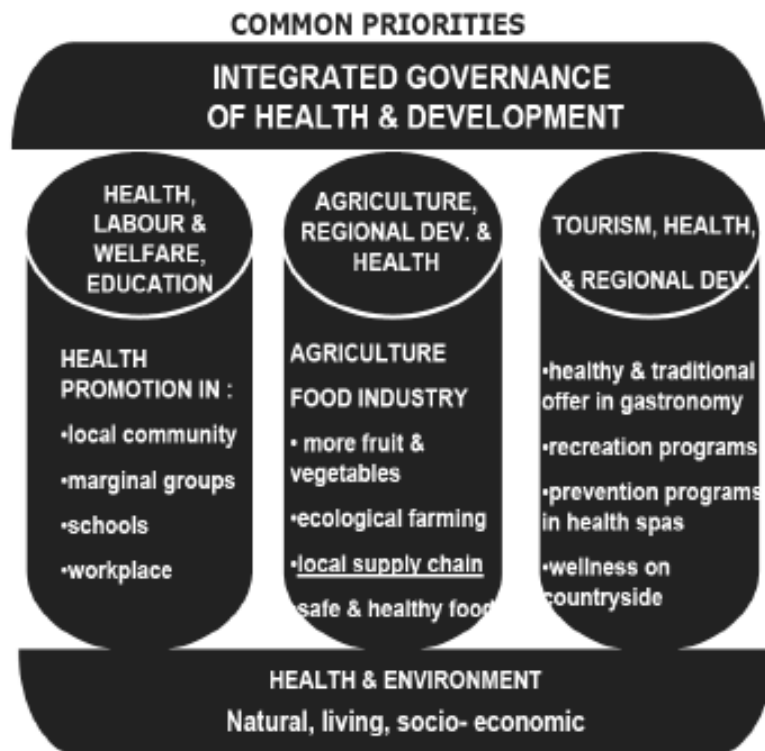 COMMON PRIORITIES
INTEGRATED GOVERNANCE
OF HEALTH & DEVELOPMENT
HEALTH,
LABOUR &
WELFARE,
EDUCATION
HEALTH
PROMOTION IN :
•local community
•marginal groups
•schools
•workplace
AGRICULTURE,
REGIONAL DEV. &
HEALTH
AGRICULTURE
FOOD INDUSTRY
• more fruit &
vegetables
•ecological farming
•local supply chain
•safe & healthy food
TOURISM, HEALTH,
& REGIONAL DEV.
•healthy & traditional
offer in gastronomy
•recreation programs
•prevention programs
in health spas
•wellness on
countryside
HEALTH & ENVIRONMENT
Natural, living, socio- economic